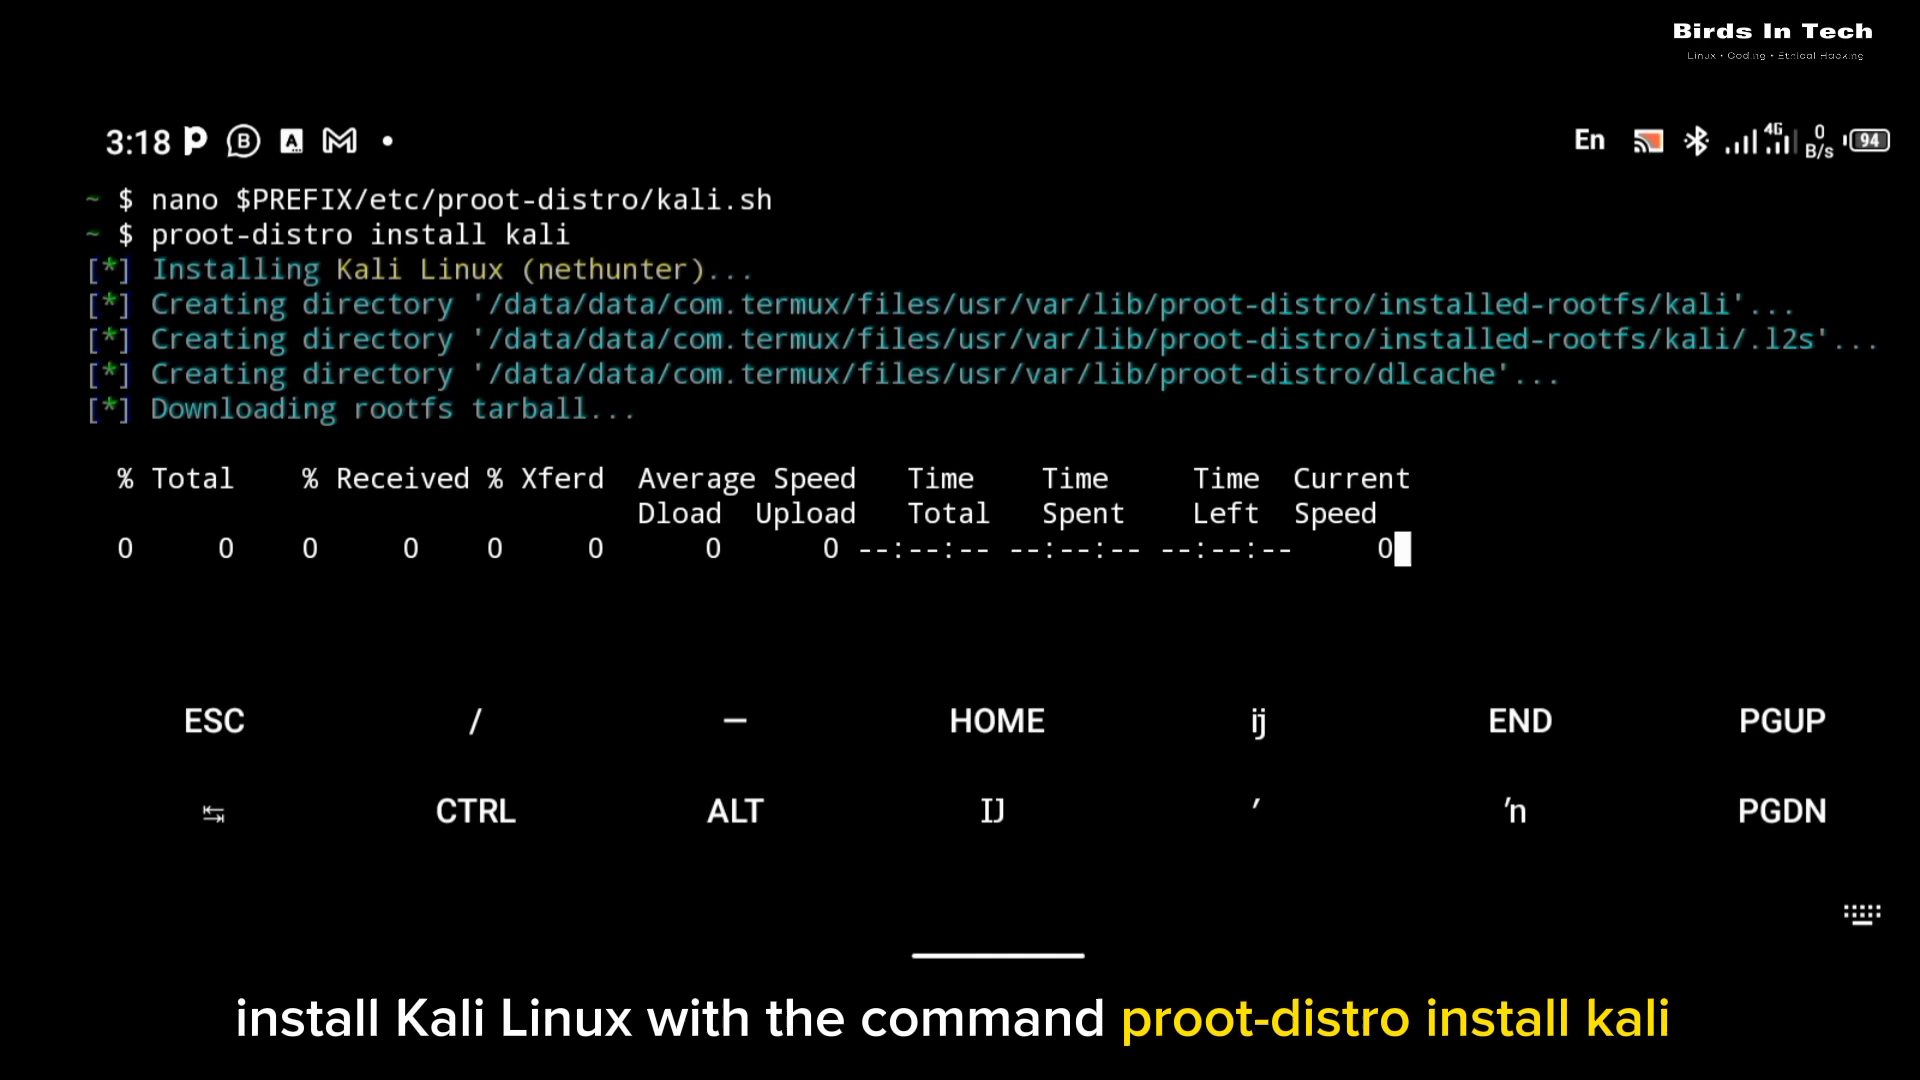 Birds In Tech
Linux • Coding • Ethical Hacking
3:18 P B A M •
En 4G 0 B/s 94
~ $ nano $PREFIX/etc/proot-distro/kali.sh
~ $ proot-distro install kali
[*] Installing Kali Linux (nethunter)...
[*] Creating directory '/data/data/com.termux/files/usr/var/lib/proot-distro/installed-rootfs/kali'...
[*] Creating directory '/data/data/com.termux/files/usr/var/lib/proot-distro/installed-rootfs/kali/.l2s'...
[*] Creating directory '/data/data/com.termux/files/usr/var/lib/proot-distro/dlcache'...
[*] Downloading rootfs tarball...
% Total % Received % Xferd Average Speed Time Time Time Current
Dload Upload Total Spent Left Speed
0 0 0 0 0 0 0 0 --:--:-- --:--:-- --:--:-- 0
ESC / — HOME ĳ END PGUP
↹ CTRL ALT Ĳ ′ ŉ PGDN
install Kali Linux with the command proot-distro install kali